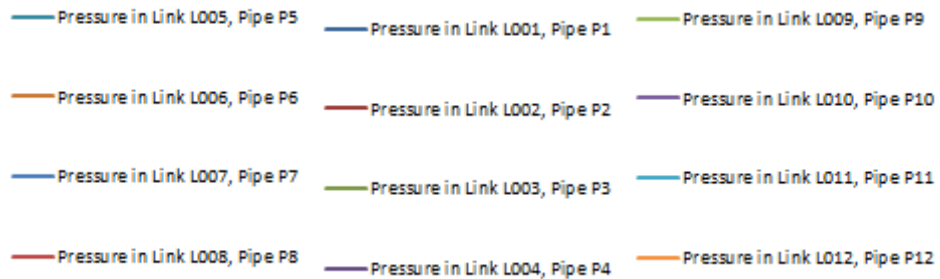 Pressure in Link L005, Pipe P5
Pressure in Link L006, Pipe P6
Pressure in Link L007, Pipe P7
Pressure in Link L008, Pipe P8
Pressure in Link L001, Pipe P1
Pressure in Link L002, Pipe P2
Pressure in Link L003, Pipe P3
Pressure in Link L004, Pipe P4
Pressure in Link L009, Pipe P9
Pressure in Link L010, Pipe P10
Pressure in Link L011, Pipe P11
Pressure in Link L012, Pipe P12